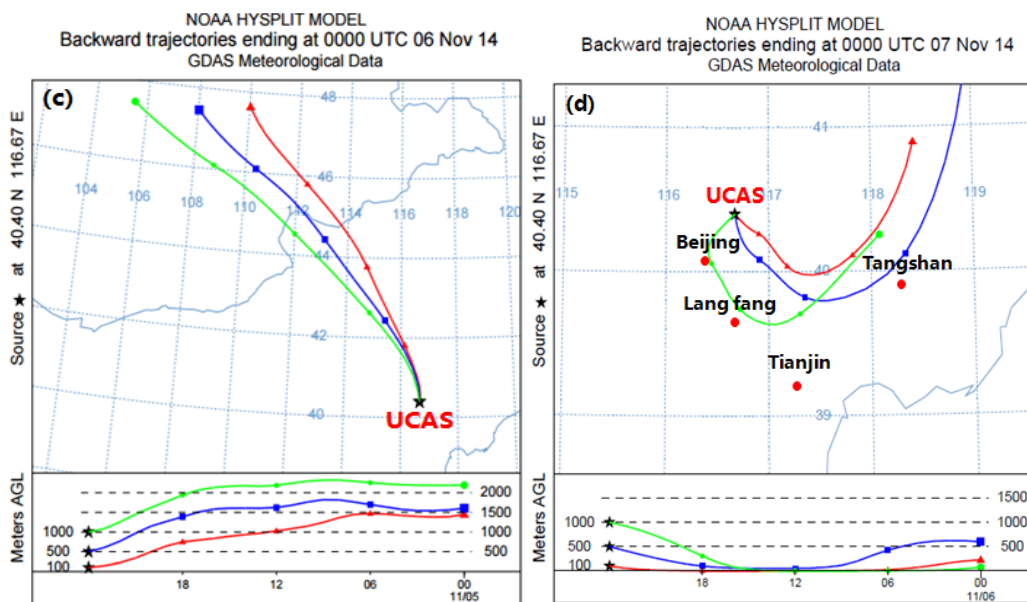 NOAA HYSPLIT MODEL
Backward trajectories ending at 0000 UTC 06 Nov 14
GDAS Meteorological Data
(c)
Source ★ at 40.40 N 116.67 E
48
46
44
42
40
104
106
108
110
112
114
116
118
120
UCAS
Meters AGL
2000
1500
1000
500
1000
500
100
18
12
06
00
11/05
NOAA HYSPLIT MODEL
Backward trajectories ending at 0000 UTC 07 Nov 14
GDAS Meteorological Data
(d)
Source ★ at 40.40 N 116.67 E
41
40
39
115
116
117
118
119
UCAS
Beijing
Tangshan
Lang fang
Tianjin
Meters AGL
1500
1000
500
1000
500
100
18
12
06
00
11/06